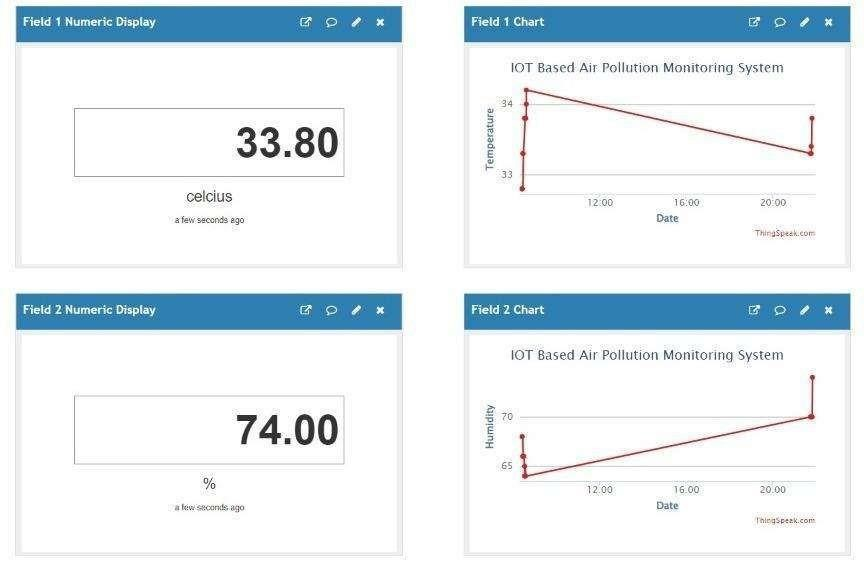 Field 1 Numeric Display
33.80
celcius
a few seconds ago
Field 1 Chart
IOT Based Air Pollution Monitoring System
Temperature
34
33
12:00 16:00 20:00
Date
ThingSpeak.com
Field 2 Numeric Display
74.00
%
a few seconds ago
Field 2 Chart
IOT Based Air Pollution Monitoring System
Humidity
70
65
12:00 16:00 20:00
Date
ThingSpeak.com